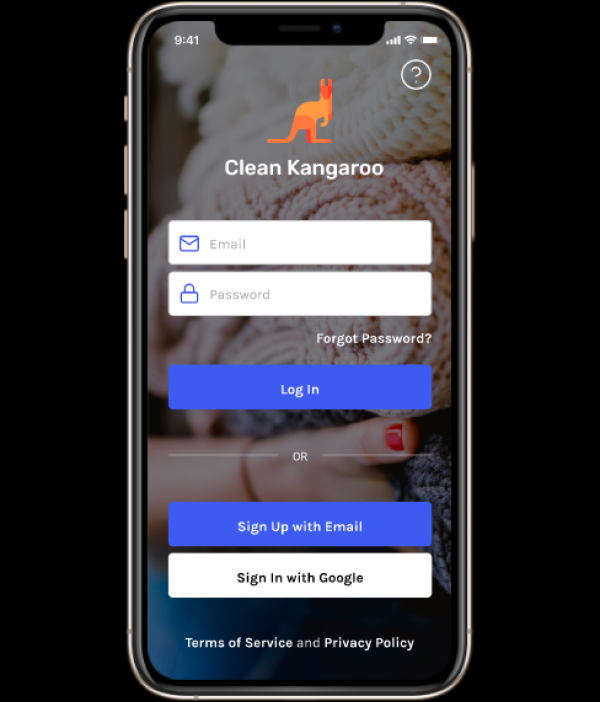 9:41
?
Clean Kangaroo
Email
Password
Forgot Password?
Log In
OR
Sign Up with Email
Sign In with Google
Terms of Service and Privacy Policy